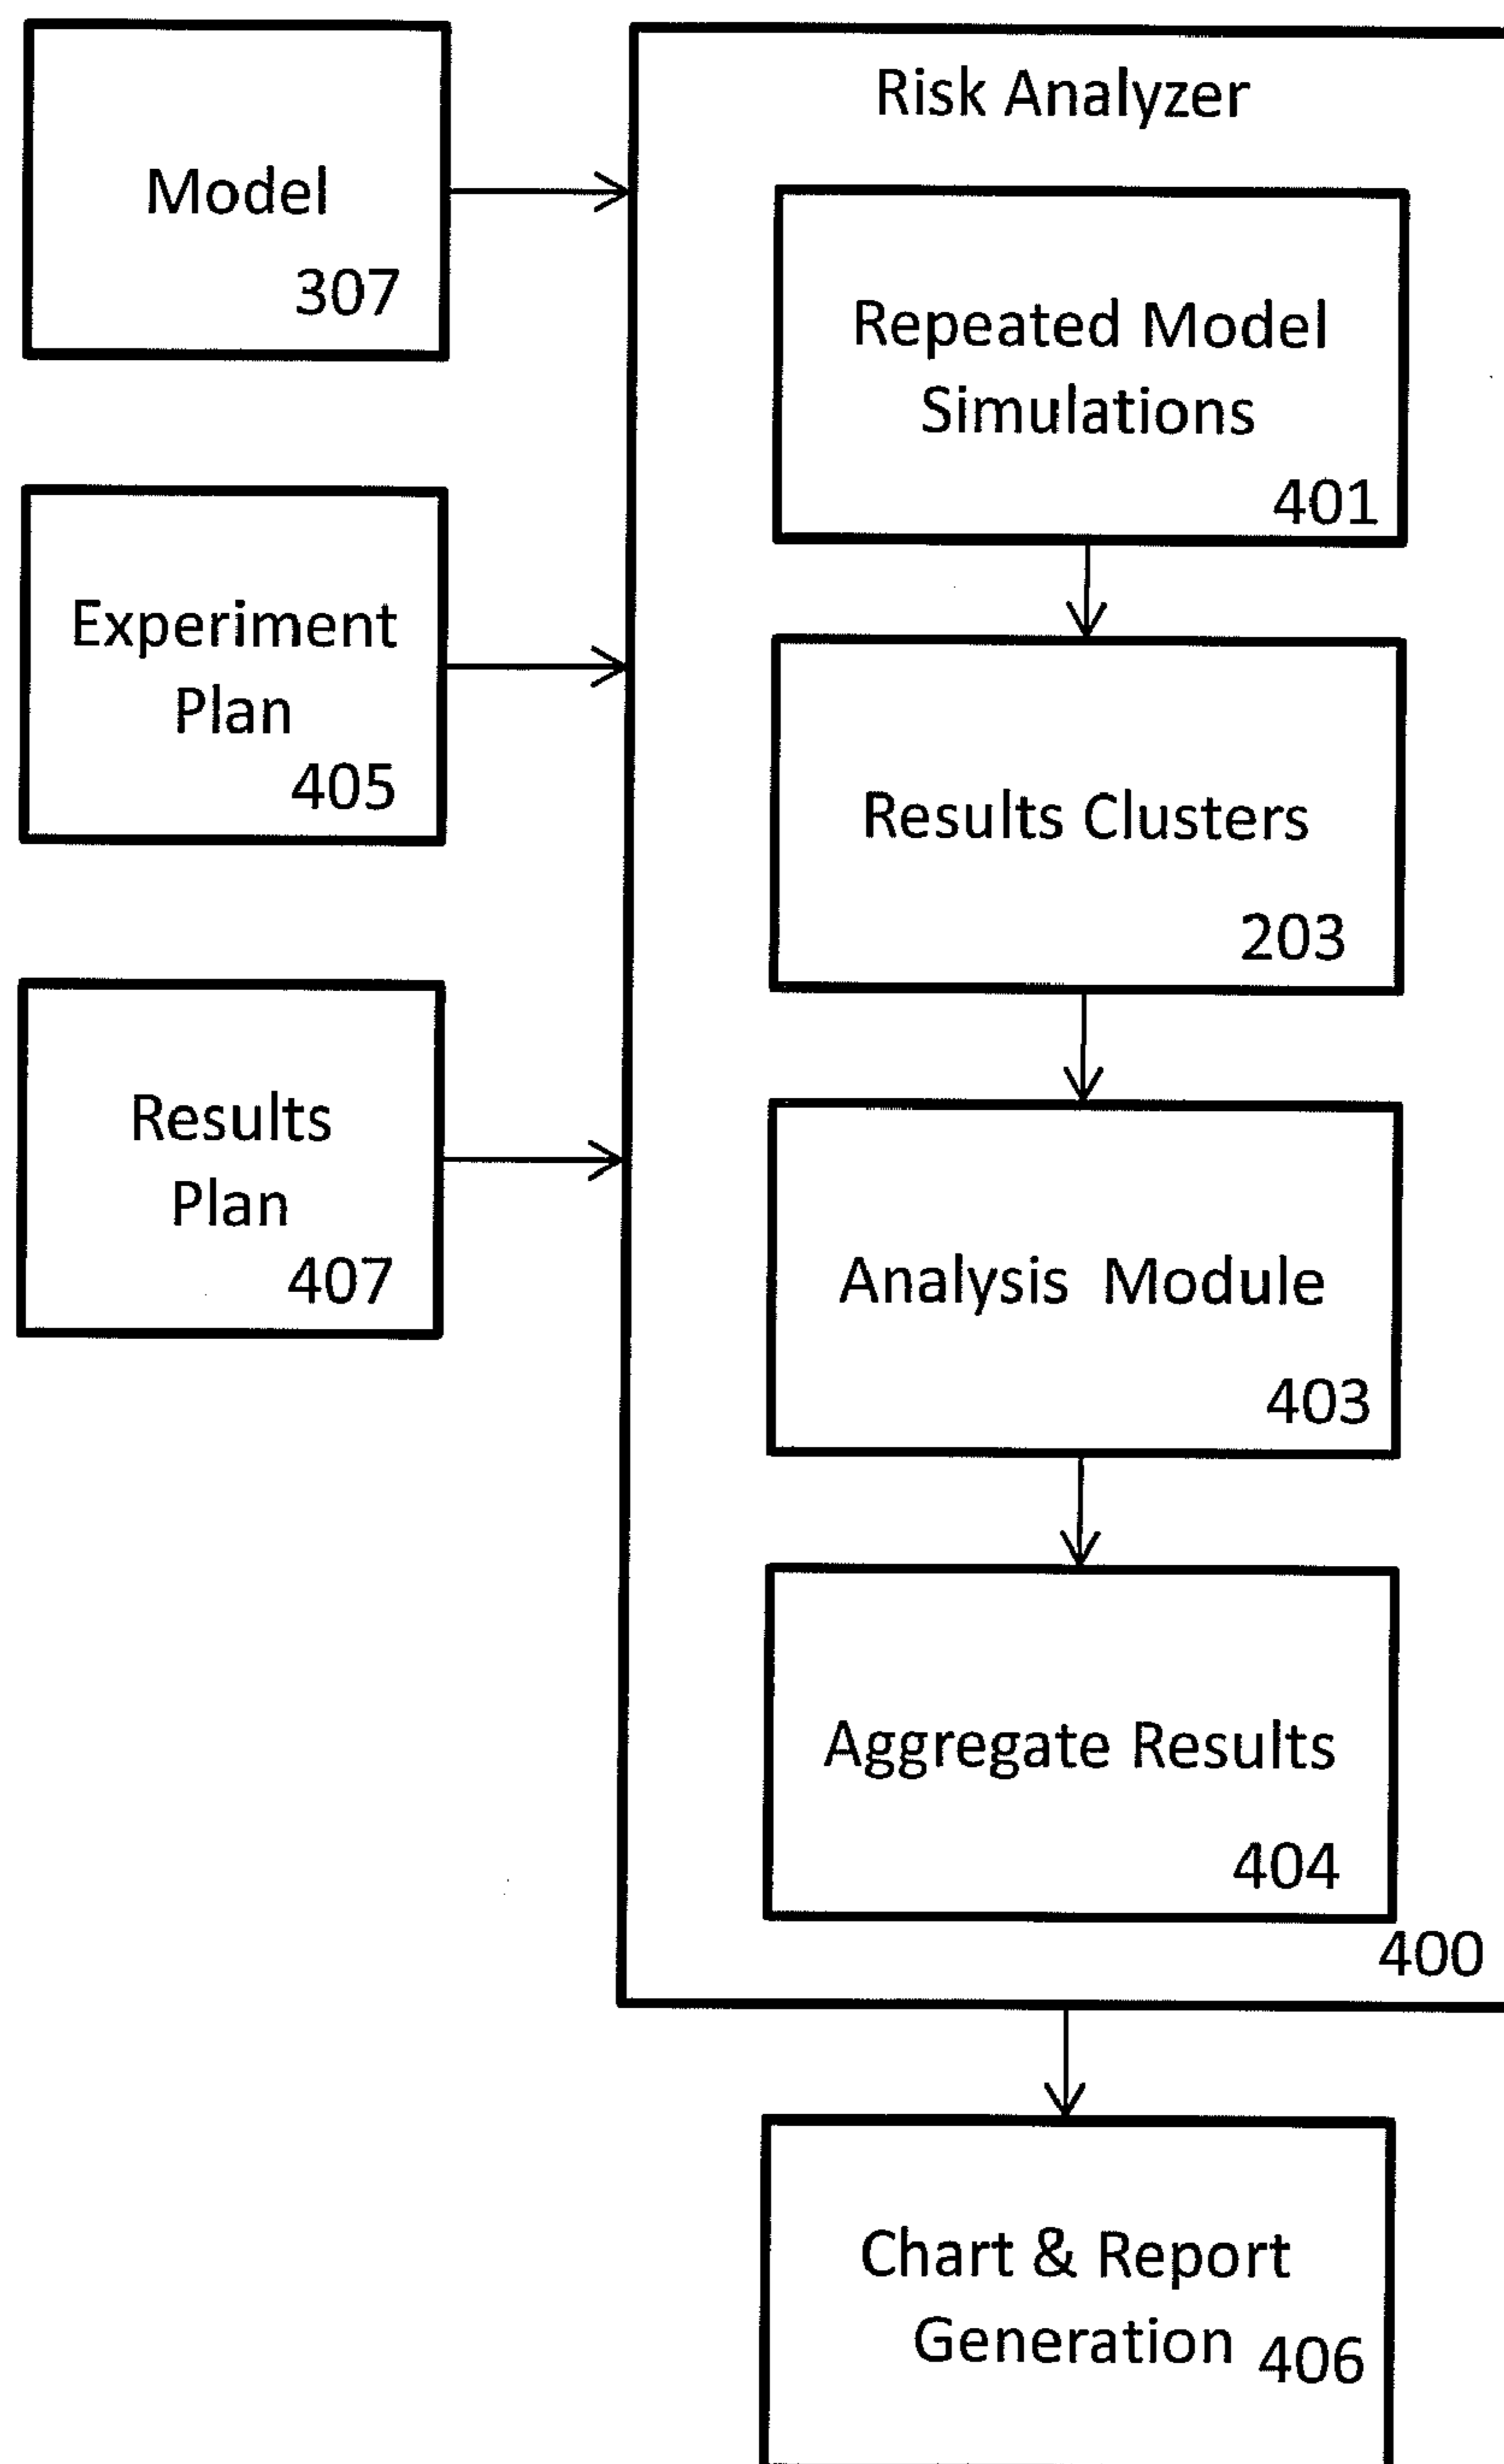 Model
307
Experiment
Plan
405
Results
Plan
407
Risk Analyzer
Repeated Model
Simulations
401
Results Clusters
203
Analysis Module
403
Aggregate Results
404
400
Chart & Report
Generation 406